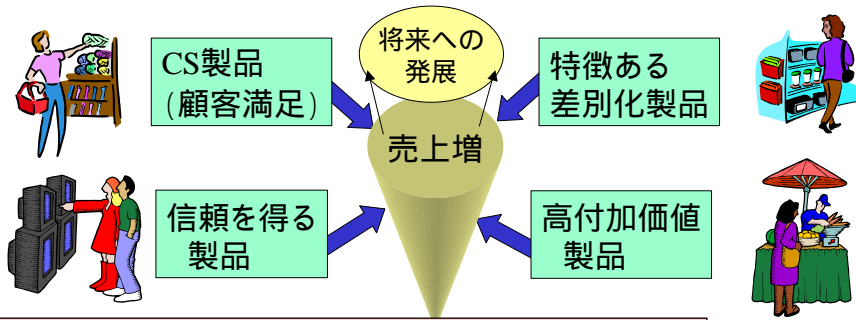 将来への
発展
CS製品
(顧客満足)
特徴ある
差別化製品
売上増
信頼を得る
製品
高付加価値
製品